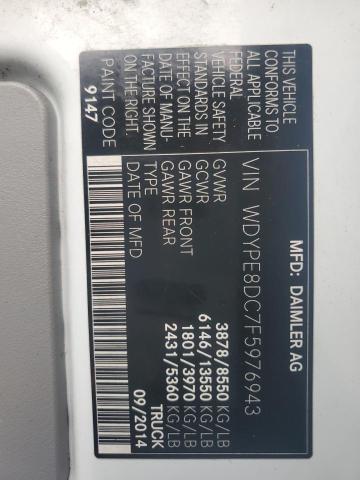 MFD: DAIMLER AG
VIN WDYPE8DC7F5976943
GVWR 3878/8550 KG/LB
GCWR 6146/13550 KG/LB
GAWR FRONT 1801/3970 KG/LB
GAWR REAR 2431/5360 KG/LB
TYPE TRUCK
DATE OF MFD. 09/2014
THIS VEHICLE
CONFORMS TO
ALL APPLICABLE
FEDERAL
VEHICLE SAFETY
STANDARDS IN
EFFECT ON THE
DATE OF MANU-
FACTURE SHOWN
ON THE RIGHT.
PAINT CODE
9147